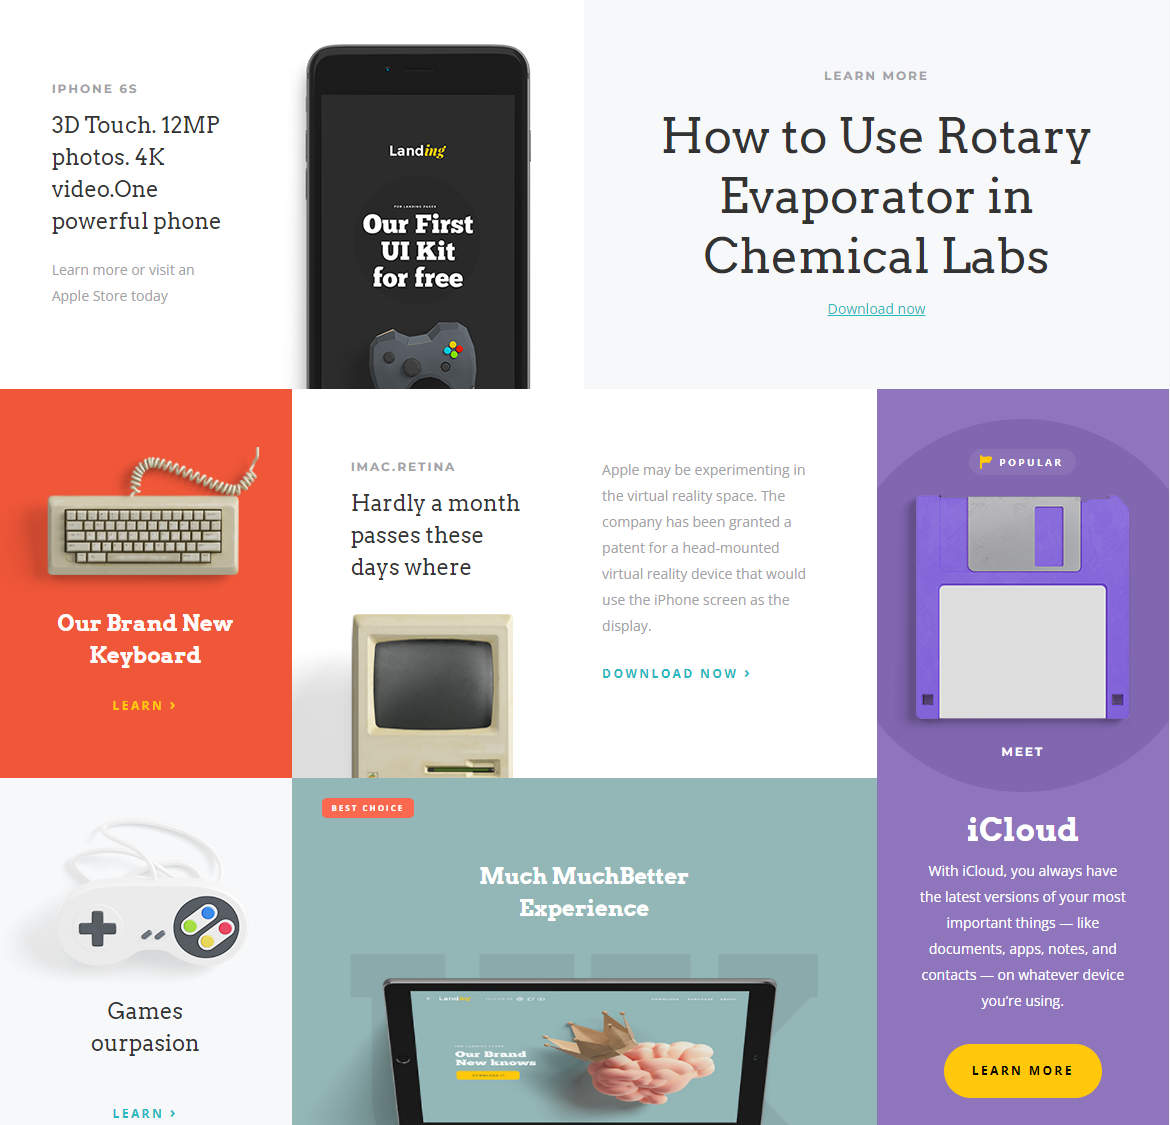 IPHONE 6S
3D Touch. 12MP
photos. 4K
video.One
powerful phone
Learn more or visit an
Apple Store today
Landing
FOR LANDING PAGES
Our First
UI Kit
for free
LEARN MORE
How to Use Rotary
Evaporator in
Chemical Labs
Download now
Our Brand New
Keyboard
LEARN ›
IMAC.RETINA
Hardly a month
passes these
days where
Apple may be experimenting in
the virtual reality space. The
company has been granted a
patent for a head-mounted
virtual reality device that would
use the iPhone screen as the
display.
DOWNLOAD NOW ›
POPULAR
MEET
iCloud
With iCloud, you always have
the latest versions of your most
important things — like
documents, apps, notes, and
contacts — on whatever device
you're using.
LEARN MORE
Games
ourpasion
LEARN ›
BEST CHOICE
Much MuchBetter
Experience
Landing
FOR LANDING PAGES
Our Brand
New knows